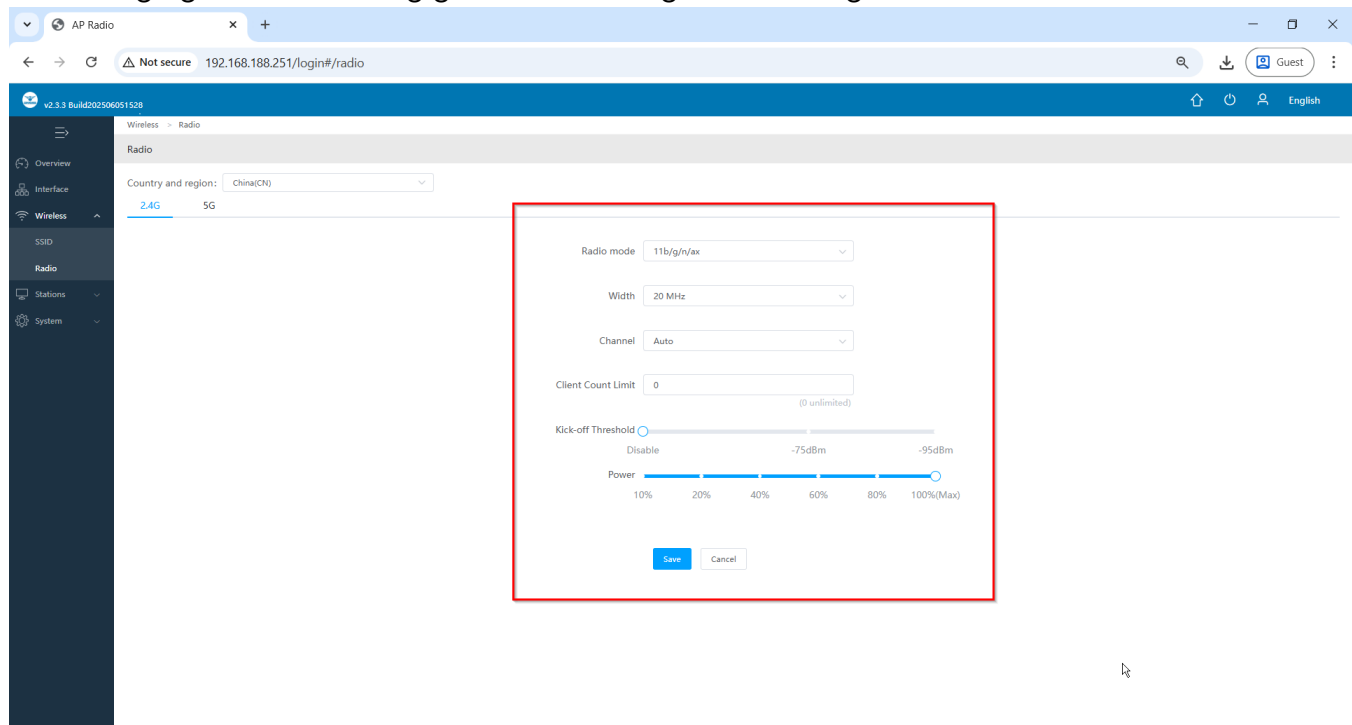 AP Radio
Not secure 192.168.188.251/login#/radio
Guest
v2.3.3 Build202506051528
English
Wireless > Radio
Radio
Overview
Interface
Wireless
SSID
Radio
Stations
System
Country and region: China(CN)
2.4G 5G
Radio mode 11b/g/n/ax
Width 20 MHz
Channel Auto
Client Count Limit 0
(0 unlimited)
Kick-off Threshold
Disable -75dBm -95dBm
Power
10% 20% 40% 60% 80% 100%(Max)
Save Cancel